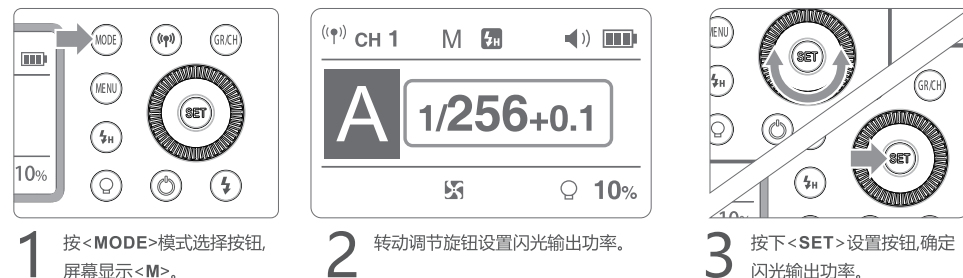 MODE
GR/CH
MENU
SET
H
10%
CH 1 M H
A 1/256+0.1
10%
ENU
SET
H
GR/CH
SET
H
1 按<MODE>模式选择按钮,
屏幕显示<M>。
2 转动调节旋钮设置闪光输出功率。
3 按下<SET>设置按钮,确定
闪光输出功率。